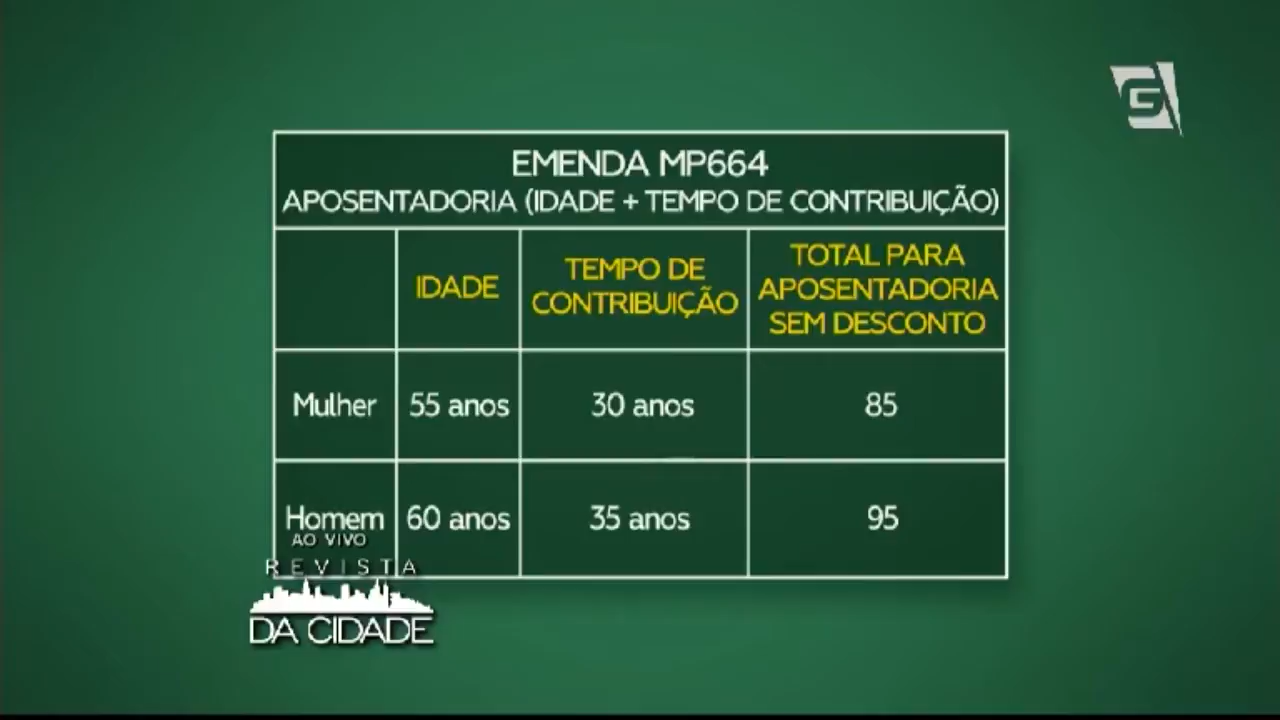 EMENDA MP664
APOSENTADORIA (IDADE + TEMPO DE CONTRIBUIÇÃO)
IDADE
TEMPO DE
CONTRIBUIÇÃO
TOTAL PARA
APOSENTADORIA
SEM DESCONTO
Mulher 55 anos 30 anos 85
Homem 60 anos 35 anos 95
AO VIVO
REVISTA
DA CIDADE
G